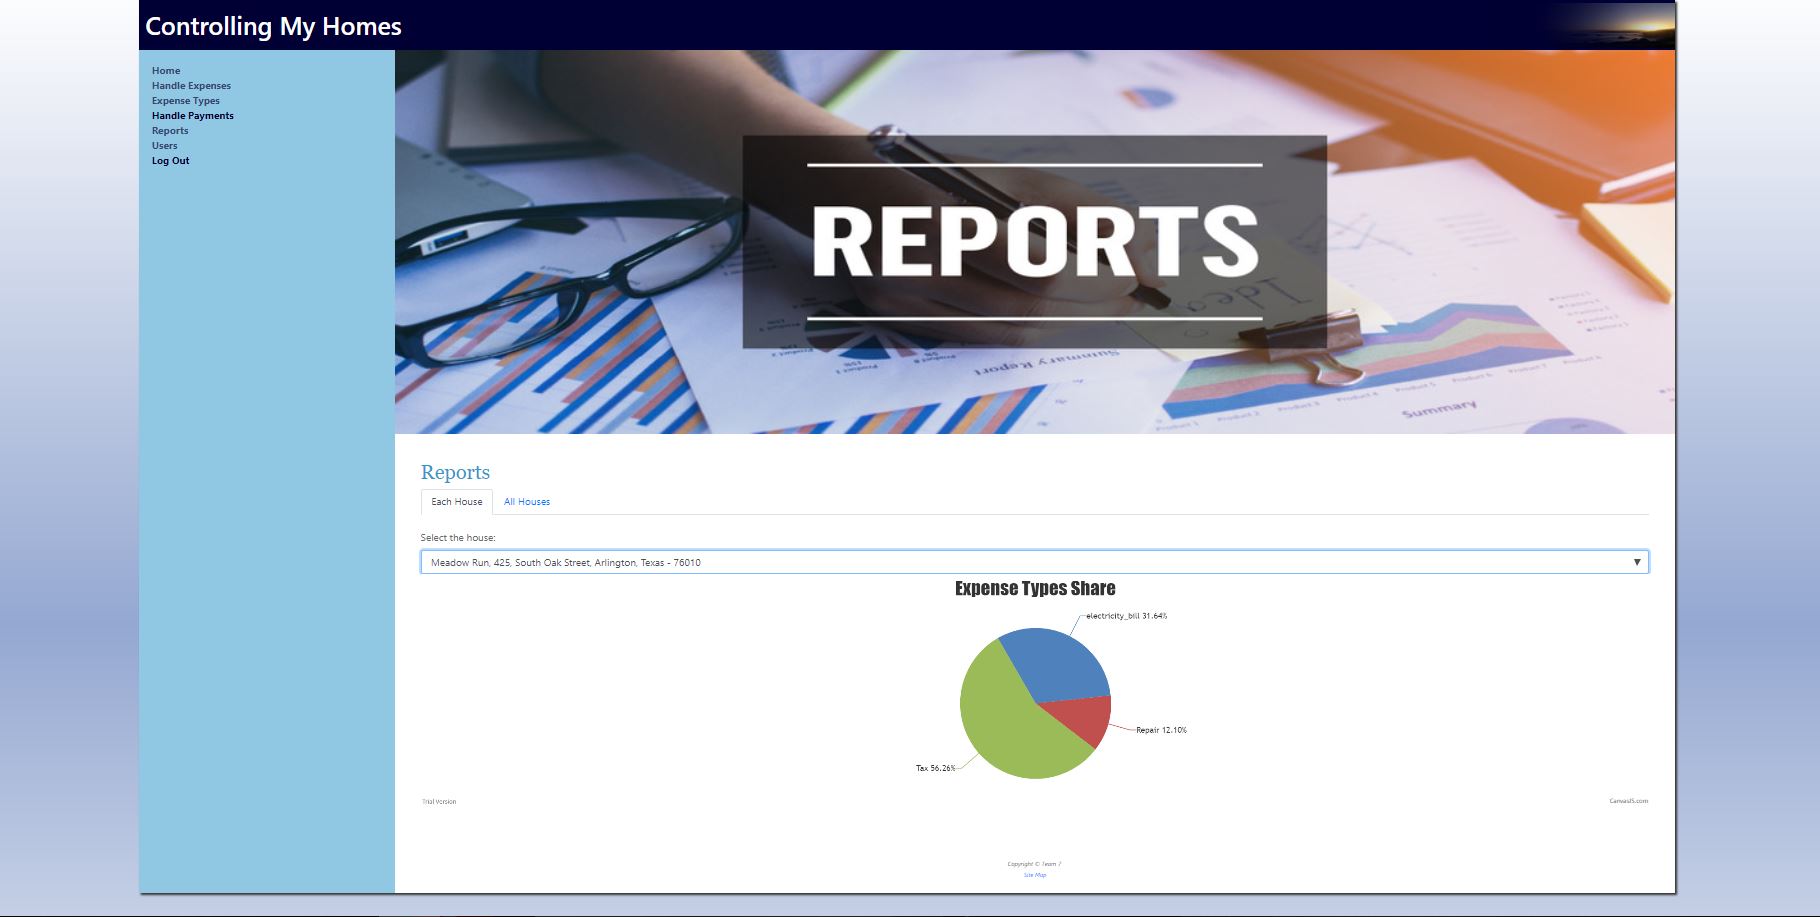 Controlling My Homes
Home
Handle Expenses
Expense Types
Handle Payments
Reports
Users
Log Out
REPORTS
Idea
Summary Report
Summary
Reports
Each House
All Houses
Select the house:
Meadow Run, 425, South Oak Street, Arlington, Texas - 76010
Expense Types Share
electricity_bill 31.64%
Repair 12.10%
Tax 56.26%
Trial Version
CanvasJS.com
Copyright © Team 7
Site Map